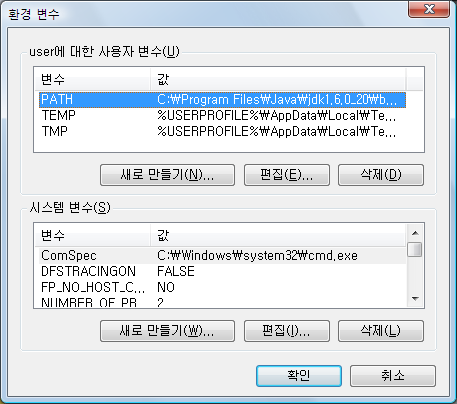 환경 변수
user에 대한 사용자 변수(U)
변수 값
PATH C:₩Program Files₩Java₩jdk1.6.0_20₩b...
TEMP %USERPROFILE%₩AppData₩Local₩Te...
TMP %USERPROFILE%₩AppData₩Local₩Te...
새로 만들기(N)... 편집(E)... 삭제(D)
시스템 변수(S)
변수 값
ComSpec C:₩Windows₩system32₩cmd.exe
DFSTRACINGON FALSE
FP_NO_HOST_C... NO
NUMBER_OF_PR... 2
새로 만들기(W)... 편집(I)... 삭제(L)
확인 취소